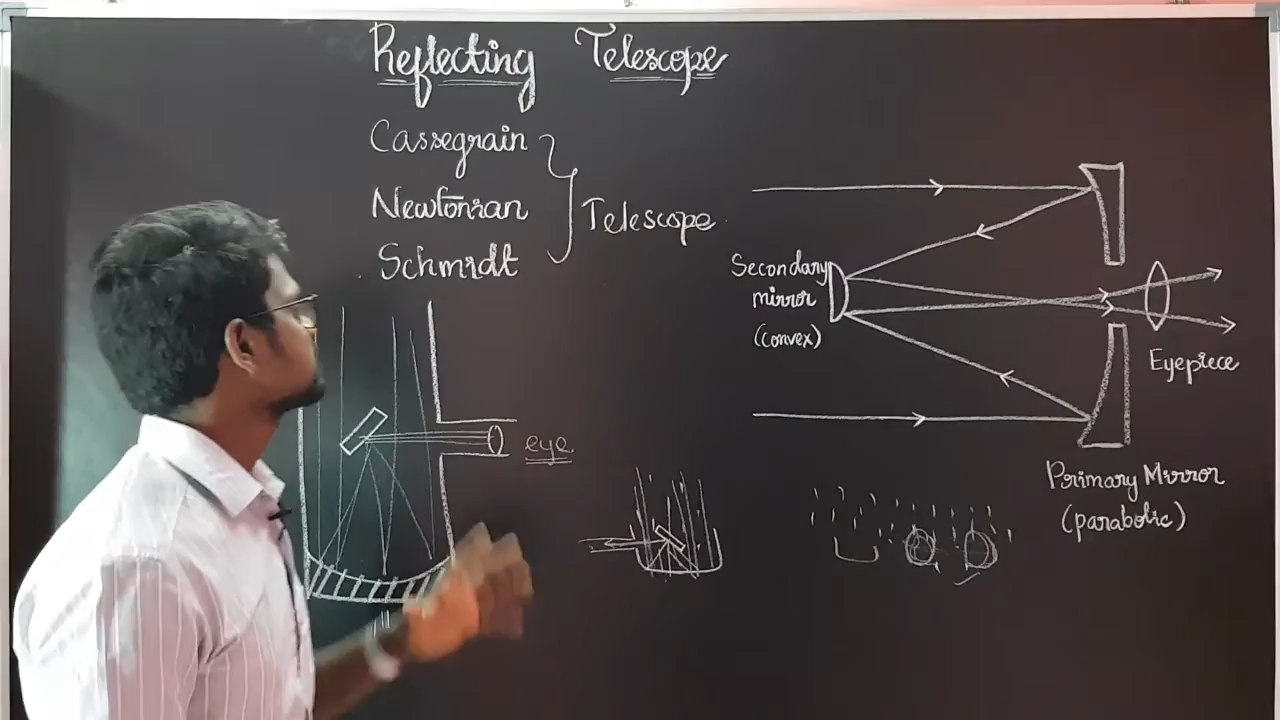 Reflecting Telescope
Cassegrain
Newtonian
Schmidt
Telescope
eye
Secondary
mirror
(convex)
Eyepiece
Primary Mirror
(parabolic)